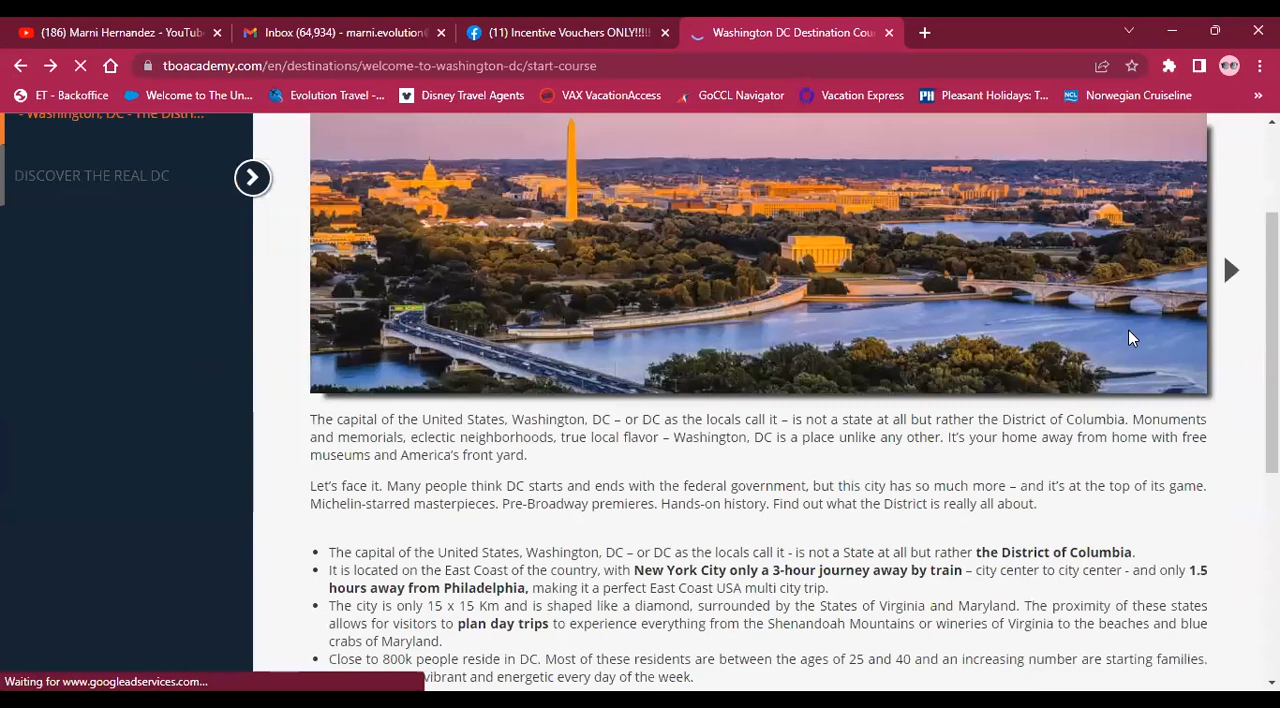 (186) Marni Hernandez - YouTub
Inbox (64,934) - marni.evolution
(11) Incentive Vouchers ONLY!!!!
Washington DC Destination Cou
tboacademy.com/en/destinations/welcome-to-washington-dc/start-course
ET - Backoffice
Welcome to The Un...
Evolution Travel -...
Disney Travel Agents
VAX VacationAccess
GoCCL Navigator
Vacation Express
PH Pleasant Holidays: T...
NCL Norwegian Cruiseline
- Washington, DC - The Distri...
DISCOVER THE REAL DC
The capital of the United States, Washington, DC – or DC as the locals call it – is not a state at all but rather the District of Columbia. Monuments
and memorials, eclectic neighborhoods, true local flavor – Washington, DC is a place unlike any other. It's your home away from home with free
museums and America's front yard.
Let's face it. Many people think DC starts and ends with the federal government, but this city has so much more – and it's at the top of its game.
Michelin-starred masterpieces. Pre-Broadway premieres. Hands-on history. Find out what the District is really all about.
• The capital of the United States, Washington, DC – or DC as the locals call it - is not a State at all but rather the District of Columbia.
• It is located on the East Coast of the country, with New York City only a 3-hour journey away by train – city center to city center - and only 1.5
hours away from Philadelphia, making it a perfect East Coast USA multi city trip.
• The city is only 15 x 15 Km and is shaped like a diamond, surrounded by the States of Virginia and Maryland. The proximity of these states
allows for visitors to plan day trips to experience everything from the Shenandoah Mountains or wineries of Virginia to the beaches and blue
crabs of Maryland.
• Close to 800k people reside in DC. Most of these residents are between the ages of 25 and 40 and an increasing number are starting families.
vibrant and energetic every day of the week.
Waiting for www.googleadservices.com...